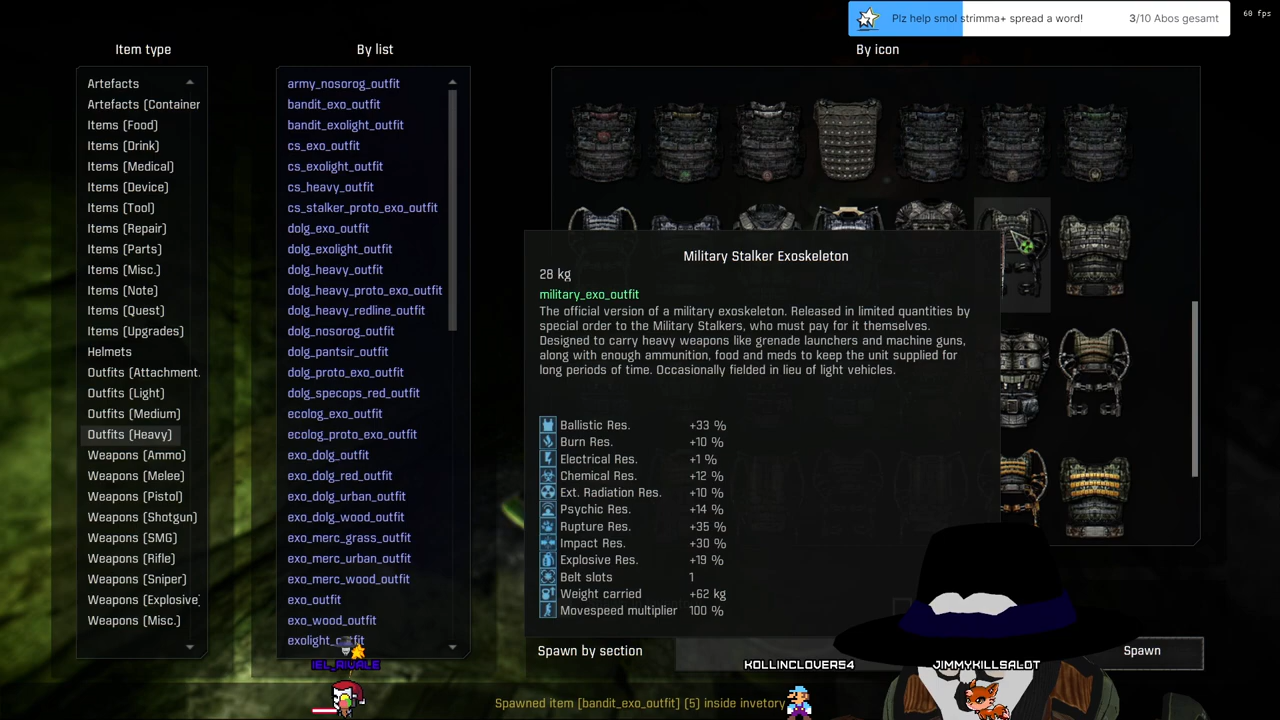 Plz help smol strimma+ spread a word!
3/10 Abos gesamt
60 fps
Item type
By list
By icon
Artefacts
Artefacts (Container
Items (Food)
Items (Drink)
Items (Medical)
Items (Device)
Items (Tool)
Items (Repair)
Items (Parts)
Items (Misc.)
Items (Note)
Items (Quest)
Items (Upgrades)
Helmets
Outfits (Attachment.
Outfits (Light)
Outfits (Medium)
Outfits (Heavy)
Weapons (Ammo)
Weapons (Melee)
Weapons (Pistol)
Weapons (Shotgun)
Weapons (SMG)
Weapons (Rifle)
Weapons (Sniper)
Weapons (Explosive)
Weapons (Misc.)
army_nosorog_outfit
bandit_exo_outfit
bandit_exolight_outfit
cs_exo_outfit
cs_exolight_outfit
cs_heavy_outfit
cs_stalker_proto_exo_outfit
dolg_exo_outfit
dolg_exolight_outfit
dolg_heavy_outfit
dolg_heavy_proto_exo_outfit
dolg_heavy_redline_outfit
dolg_nosorog_outfit
dolg_pantsir_outfit
dolg_proto_exo_outfit
dolg_specops_red_outfit
ecolog_exo_outfit
ecolog_proto_exo_outfit
exo_dolg_outfit
exo_dolg_red_outfit
exo_dolg_urban_outfit
exo_dolg_wood_outfit
exo_merc_grass_outfit
exo_merc_urban_outfit
exo_merc_wood_outfit
exo_outfit
exo_wood_outfit
exolight_outfit
Military Stalker Exoskeleton
28 kg
military_exo_outfit
The official version of a military exoskeleton. Released in limited quantities by
special order to the Military Stalkers, who must pay for it themselves.
Designed to carry heavy weapons like grenade launchers and machine guns,
along with enough ammunition, food and meds to keep the unit supplied for
long periods of time. Occasionally fielded in lieu of light vehicles.
Ballistic Res. +33 %
Burn Res. +10 %
Electrical Res. +1 %
Chemical Res. +12 %
Ext. Radiation Res. +10 %
Psychic Res. +14 %
Rupture Res. +35 %
Impact Res. +30 %
Explosive Res. +19 %
Belt slots 1
Weight carried +62 kg
Movespeed multiplier 100 %
Spawn by section
Spawn
IEL_RIVALE
KOLLINCLOVER54
JIMMYKILLSALOT
Spawned item [bandit_exo_outfit] (5) inside invetory